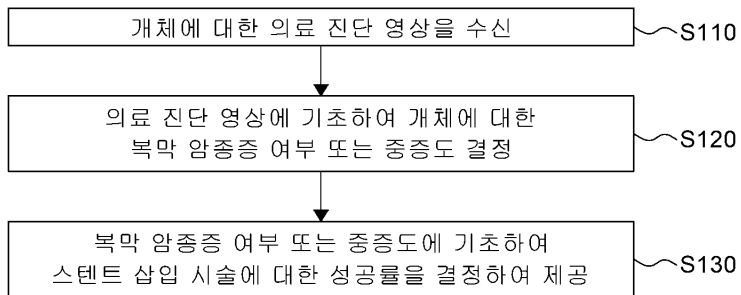 개체에 대한 의료 진단 영상을 수신
S110
의료 진단 영상에 기초하여 개체에 대한
복막 암종증 여부 또는 중증도 결정
S120
복막 암종증 여부 또는 중증도에 기초하여
스텐트 삽입 시술에 대한 성공률을 결정하여 제공
S130